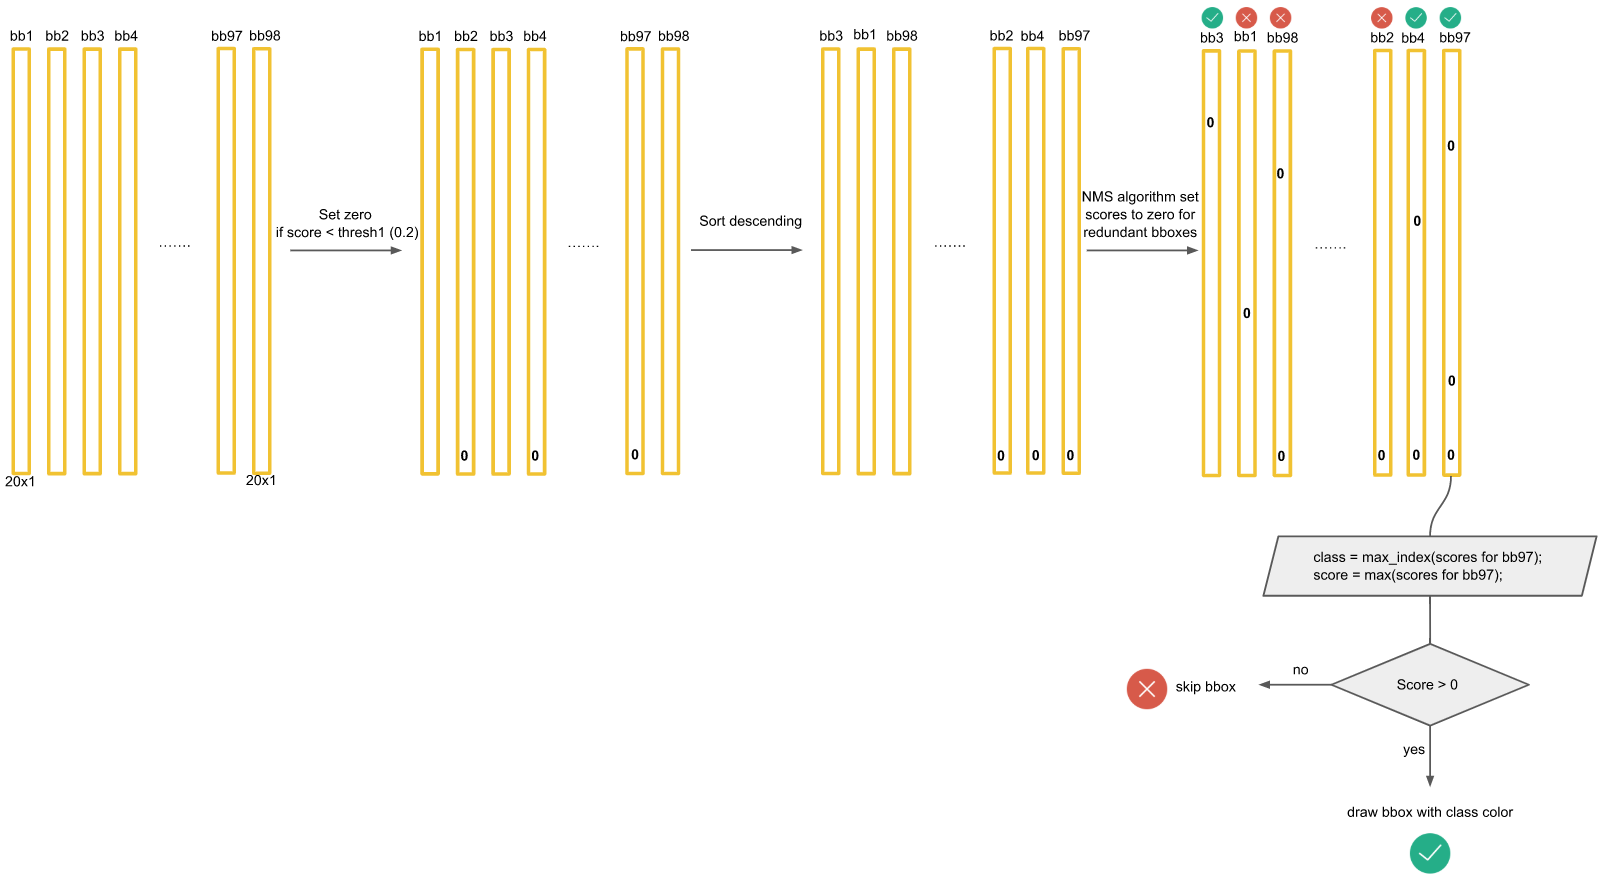 bb1 bb2 bb3 bb4 bb97 bb98
bb1 bb2 bb3 bb4 bb97 bb98
bb3 bb1 bb98 bb2 bb4 bb97
bb3 bb1 bb98 bb2 bb4 bb97
.......
20x1
20x1
Set zero
if score < thresh1 (0.2)
.......
0 0 0
Sort descending
.......
0 0 0
NMS algorithm set
scores to zero for
redundant bboxes
.......
0
0
0
0
0
0
0
0 0 0 0
class = max_index(scores for bb97);
score = max(scores for bb97);
Score > 0
no
skip bbox
yes
draw bbox with class color